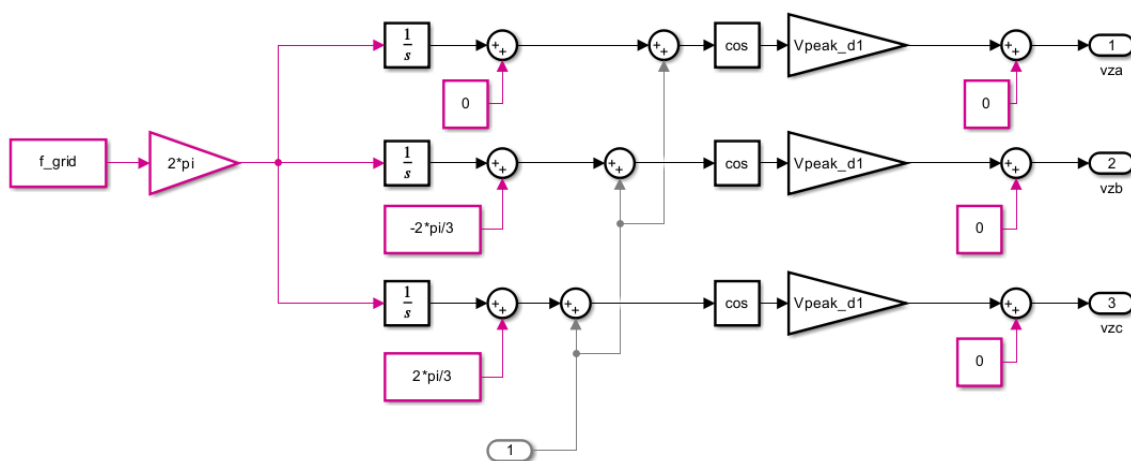 1
s
+
+
0
+
+
cos
Vpeak_d1
0
+
+
1
vza
f_grid
2*pi
1
s
+
+
-2*pi/3
+
+
cos
Vpeak_d1
0
+
+
2
vzb
1
s
+
+
2*pi/3
+
+
cos
Vpeak_d1
0
+
+
3
vzc
1